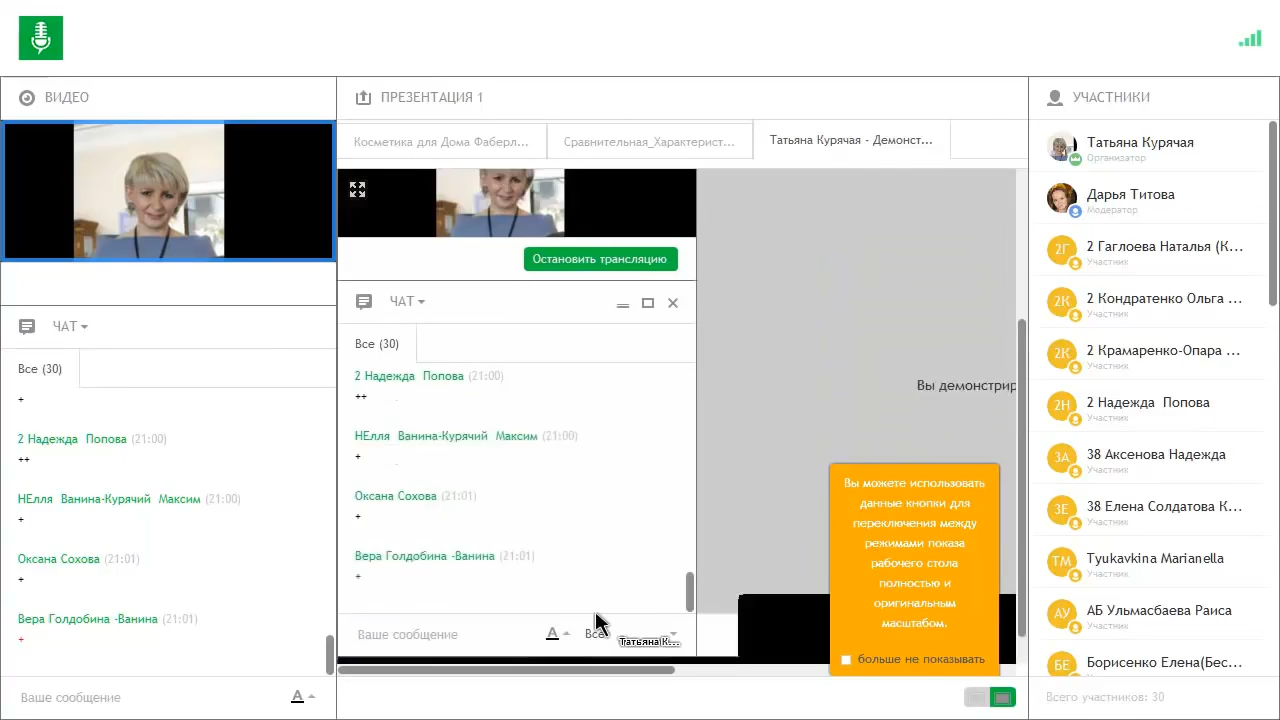 ВИДЕО
ЧАТ
Все (30)
+
2 Надежда Попова (21:00)
++
НЕлля Ванина-Курячий Максим (21:00)
+
Оксана Сохова (21:01)
+
Вера Голдобина -Ванина (21:01)
+
Ваше сообщение
A
ПРЕЗЕНТАЦИЯ 1
Косметика для Дома Фаберл...
Сравнительная_Характерист...
Татьяна Курячая - Демонст...
Остановить трансляцию
ЧАТ
Все (30)
2 Надежда Попова (21:00)
++
НЕлля Ванина-Курячий Максим (21:00)
+
Оксана Сохова (21:01)
+
Вера Голдобина -Ванина (21:01)
+
Ваше сообщение
A
Все
Татьяна К...
Вы демонстрир
Вы можете использовать
данные кнопки для
переключения между
режимами показа
рабочего стола
полностью и
оригинальным
масштабом.
больше не показывать
УЧАСТНИКИ
Татьяна Курячая
Организатор
Дарья Титова
Модератор
2Г
2 Гаглоева Наталья (К...
Участник
2К
2 Кондратенко Ольга ...
Участник
2К
2 Крамаренко-Опара ...
Участник
2Н
2 Надежда Попова
Участник
3А
38 Аксенова Надежда
Участник
3Е
38 Елена Солдатова К...
Участник
TM
Tyukavkina Marianella
Участник
АУ
АБ Ульмасбаева Раиса
Участник
БЕ
Борисенко Елена(Бес...
Участник
Всего участников: 30